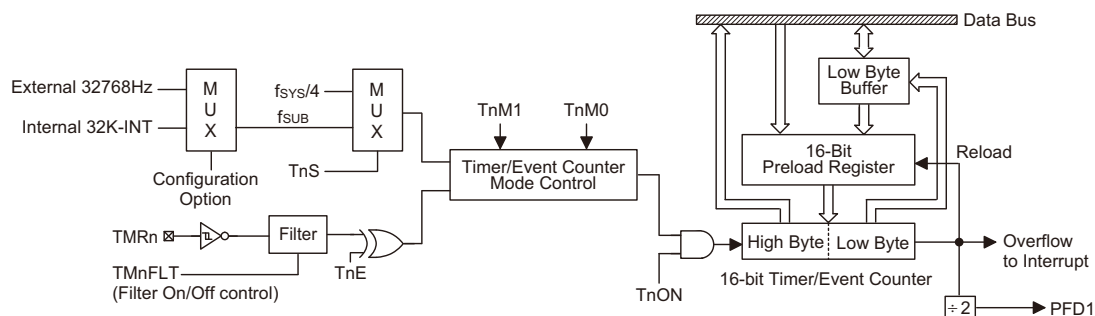 Data Bus
Low Byte
Buffer
External 32768Hz
Internal 32K-INT
M
U
X
Configuration
Option
fSYS/4
fSUB
M
U
X
TnS
TnM1
TnM0
Timer/Event Counter
Mode Control
16-Bit
Preload Register
Reload
TMRn
Filter
TMnFLT
(Filter On/Off control)
TnE
TnON
High Byte
Low Byte
16-bit Timer/Event Counter
Overflow
to Interrupt
÷2
PFD1